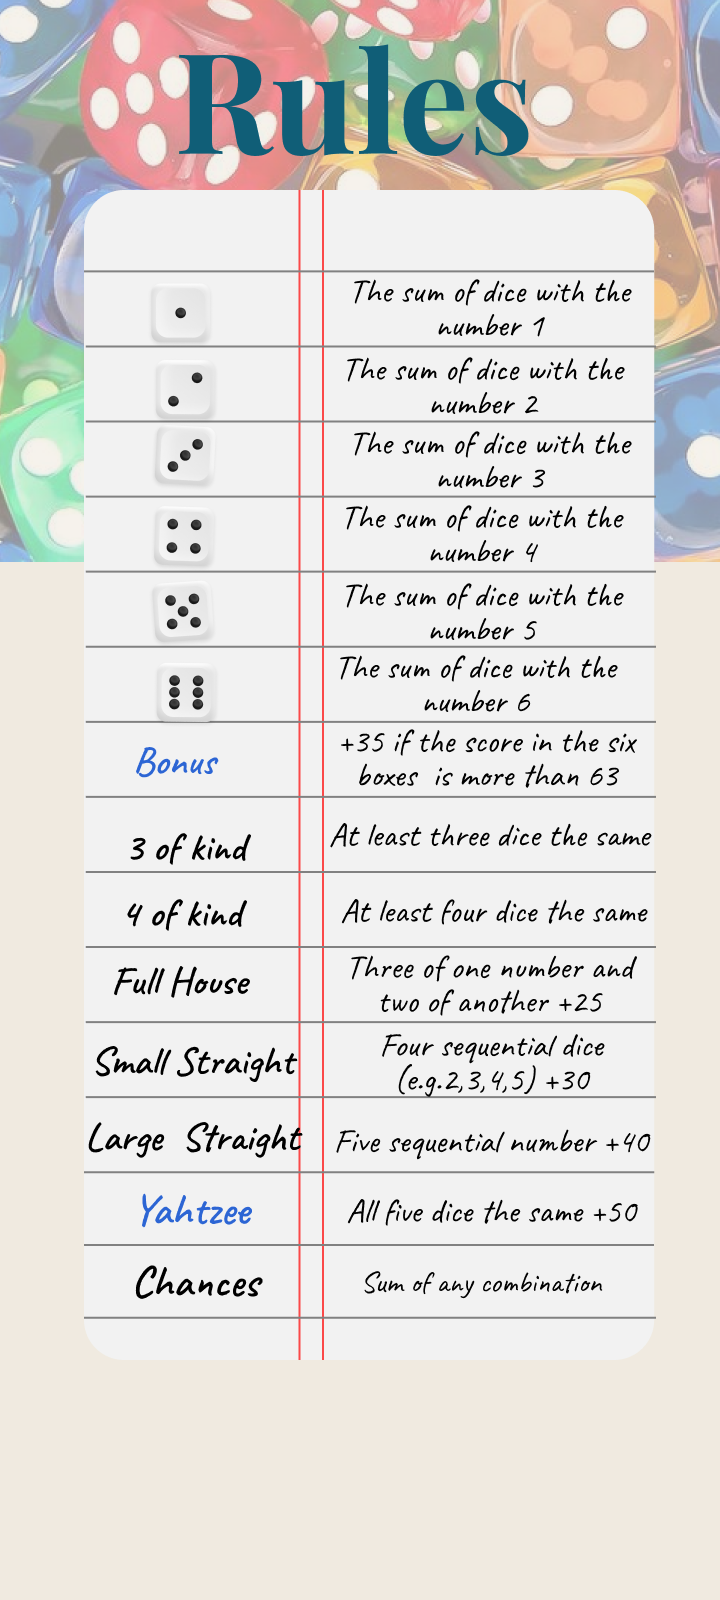 Rules
The sum of dice with the
number 1
The sum of dice with the
number 2
The sum of dice with the
number 3
The sum of dice with the
number 4
The sum of dice with the
number 5
The sum of dice with the
number 6
Bonus
+35 if the score in the six
boxes is more than 63
3 of kind
At least three dice the same
4 of kind
At least four dice the same
Full House
Three of one number and
two of another +25
Small Straight
Four sequential dice
(e.g.2,3,4,5) +30
Large Straight
Five sequential number +40
Yahtzee
All five dice the same +50
Chances
Sum of any combination